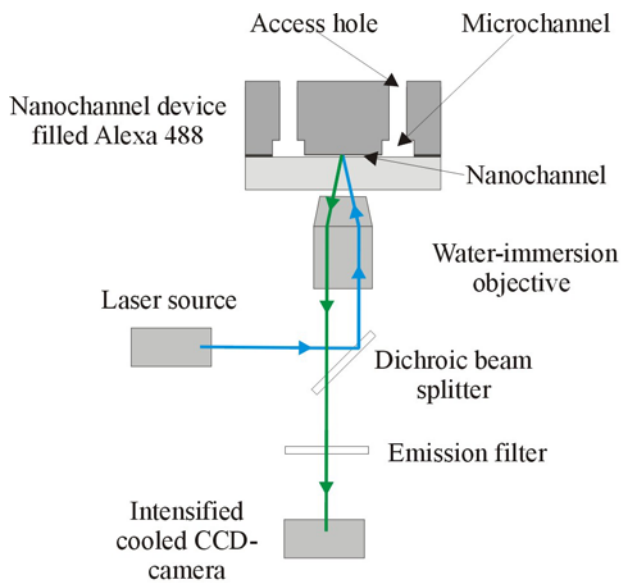 Access hole
Microchannel
Nanochannel device
filled Alexa 488
Nanochannel
Water-immersion
objective
Laser source
Dichroic beam
splitter
Emission filter
Intensified
cooled CCD-
camera